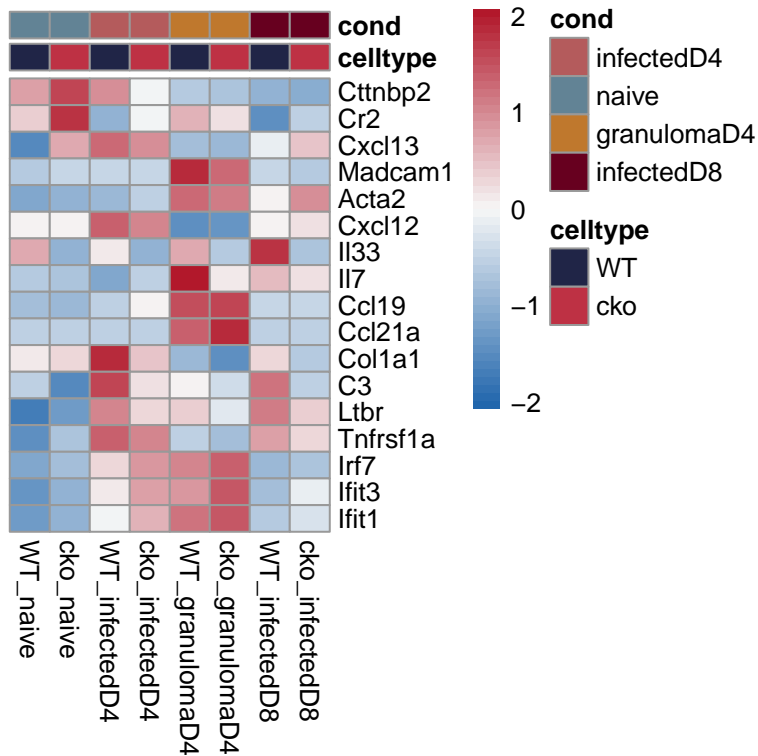 cond
celltype
Cttnbp2
Cr2
Cxcl13
Madcam1
Acta2
Cxcl12
Il33
Il7
Ccl19
Ccl21a
Col1a1
C3
Ltbr
Tnfrsf1a
Irf7
Ifit3
Ifit1
WT_naive
cko_naive
WT_infectedD4
cko_infectedD4
WT_granulomaD4
cko_granulomaD4
WT_infectedD8
cko_infectedD8
2
1
0
−1
−2
cond
infectedD4
naive
granulomaD4
infectedD8
celltype
WT
cko